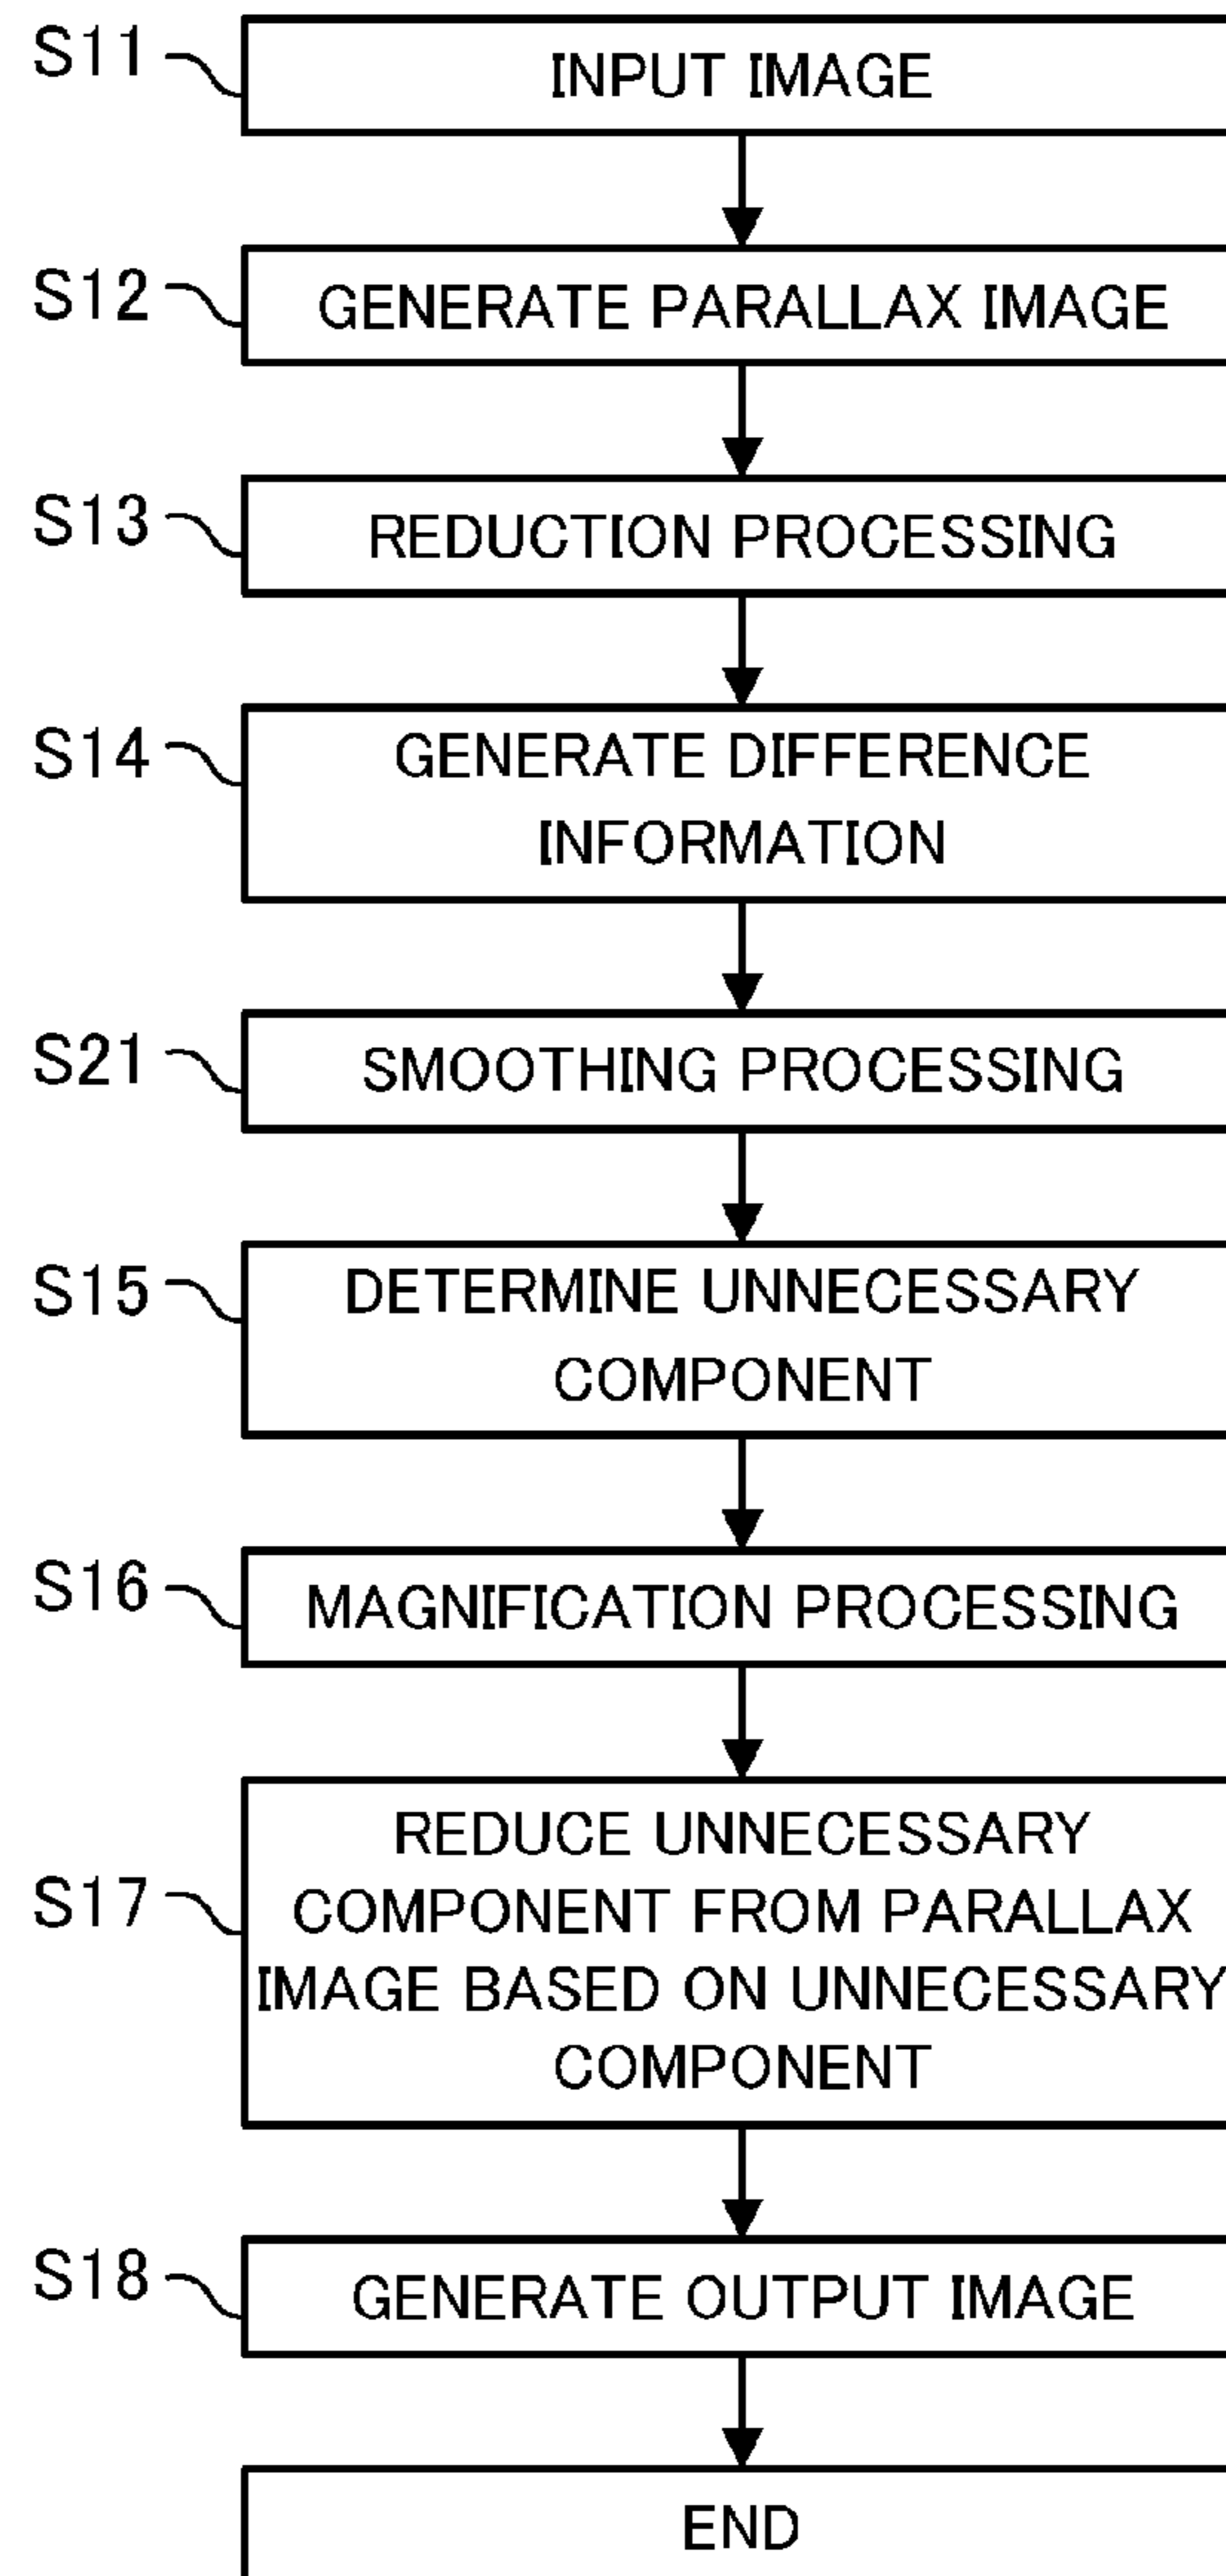 S11
INPUT IMAGE
S12
GENERATE PARALLAX IMAGE
S13
REDUCTION PROCESSING
S14
GENERATE DIFFERENCE
INFORMATION
S21
SMOOTHING PROCESSING
S15
DETERMINE UNNECESSARY
COMPONENT
S16
MAGNIFICATION PROCESSING
S17
REDUCE UNNECESSARY
COMPONENT FROM PARALLAX
IMAGE BASED ON UNNECESSARY
COMPONENT
S18
GENERATE OUTPUT IMAGE
END